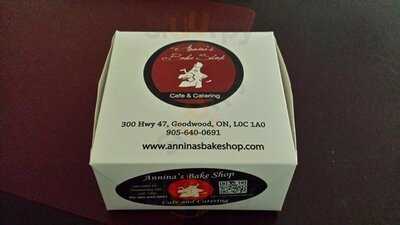 Annina's
Bake Shop
Cafe & Catering
300 Hwy 47, Goodwood, ON, L0C 1A0
905-640-0691
www.anninasbakeshop.com
Annina's Bake Shop
Cafe and Catering